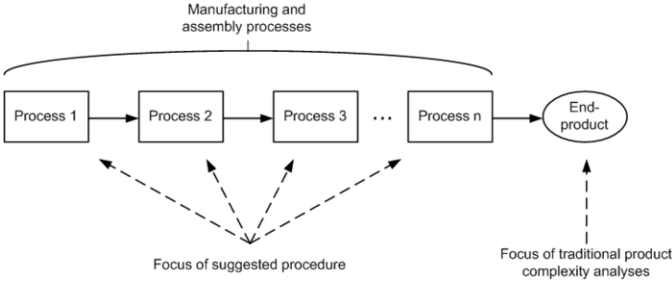 Manufacturing and
assembly processes
Process 1
Process 2
Process 3
...
Process n
End-
product
Focus of suggested procedure
Focus of traditional product
complexity analyses